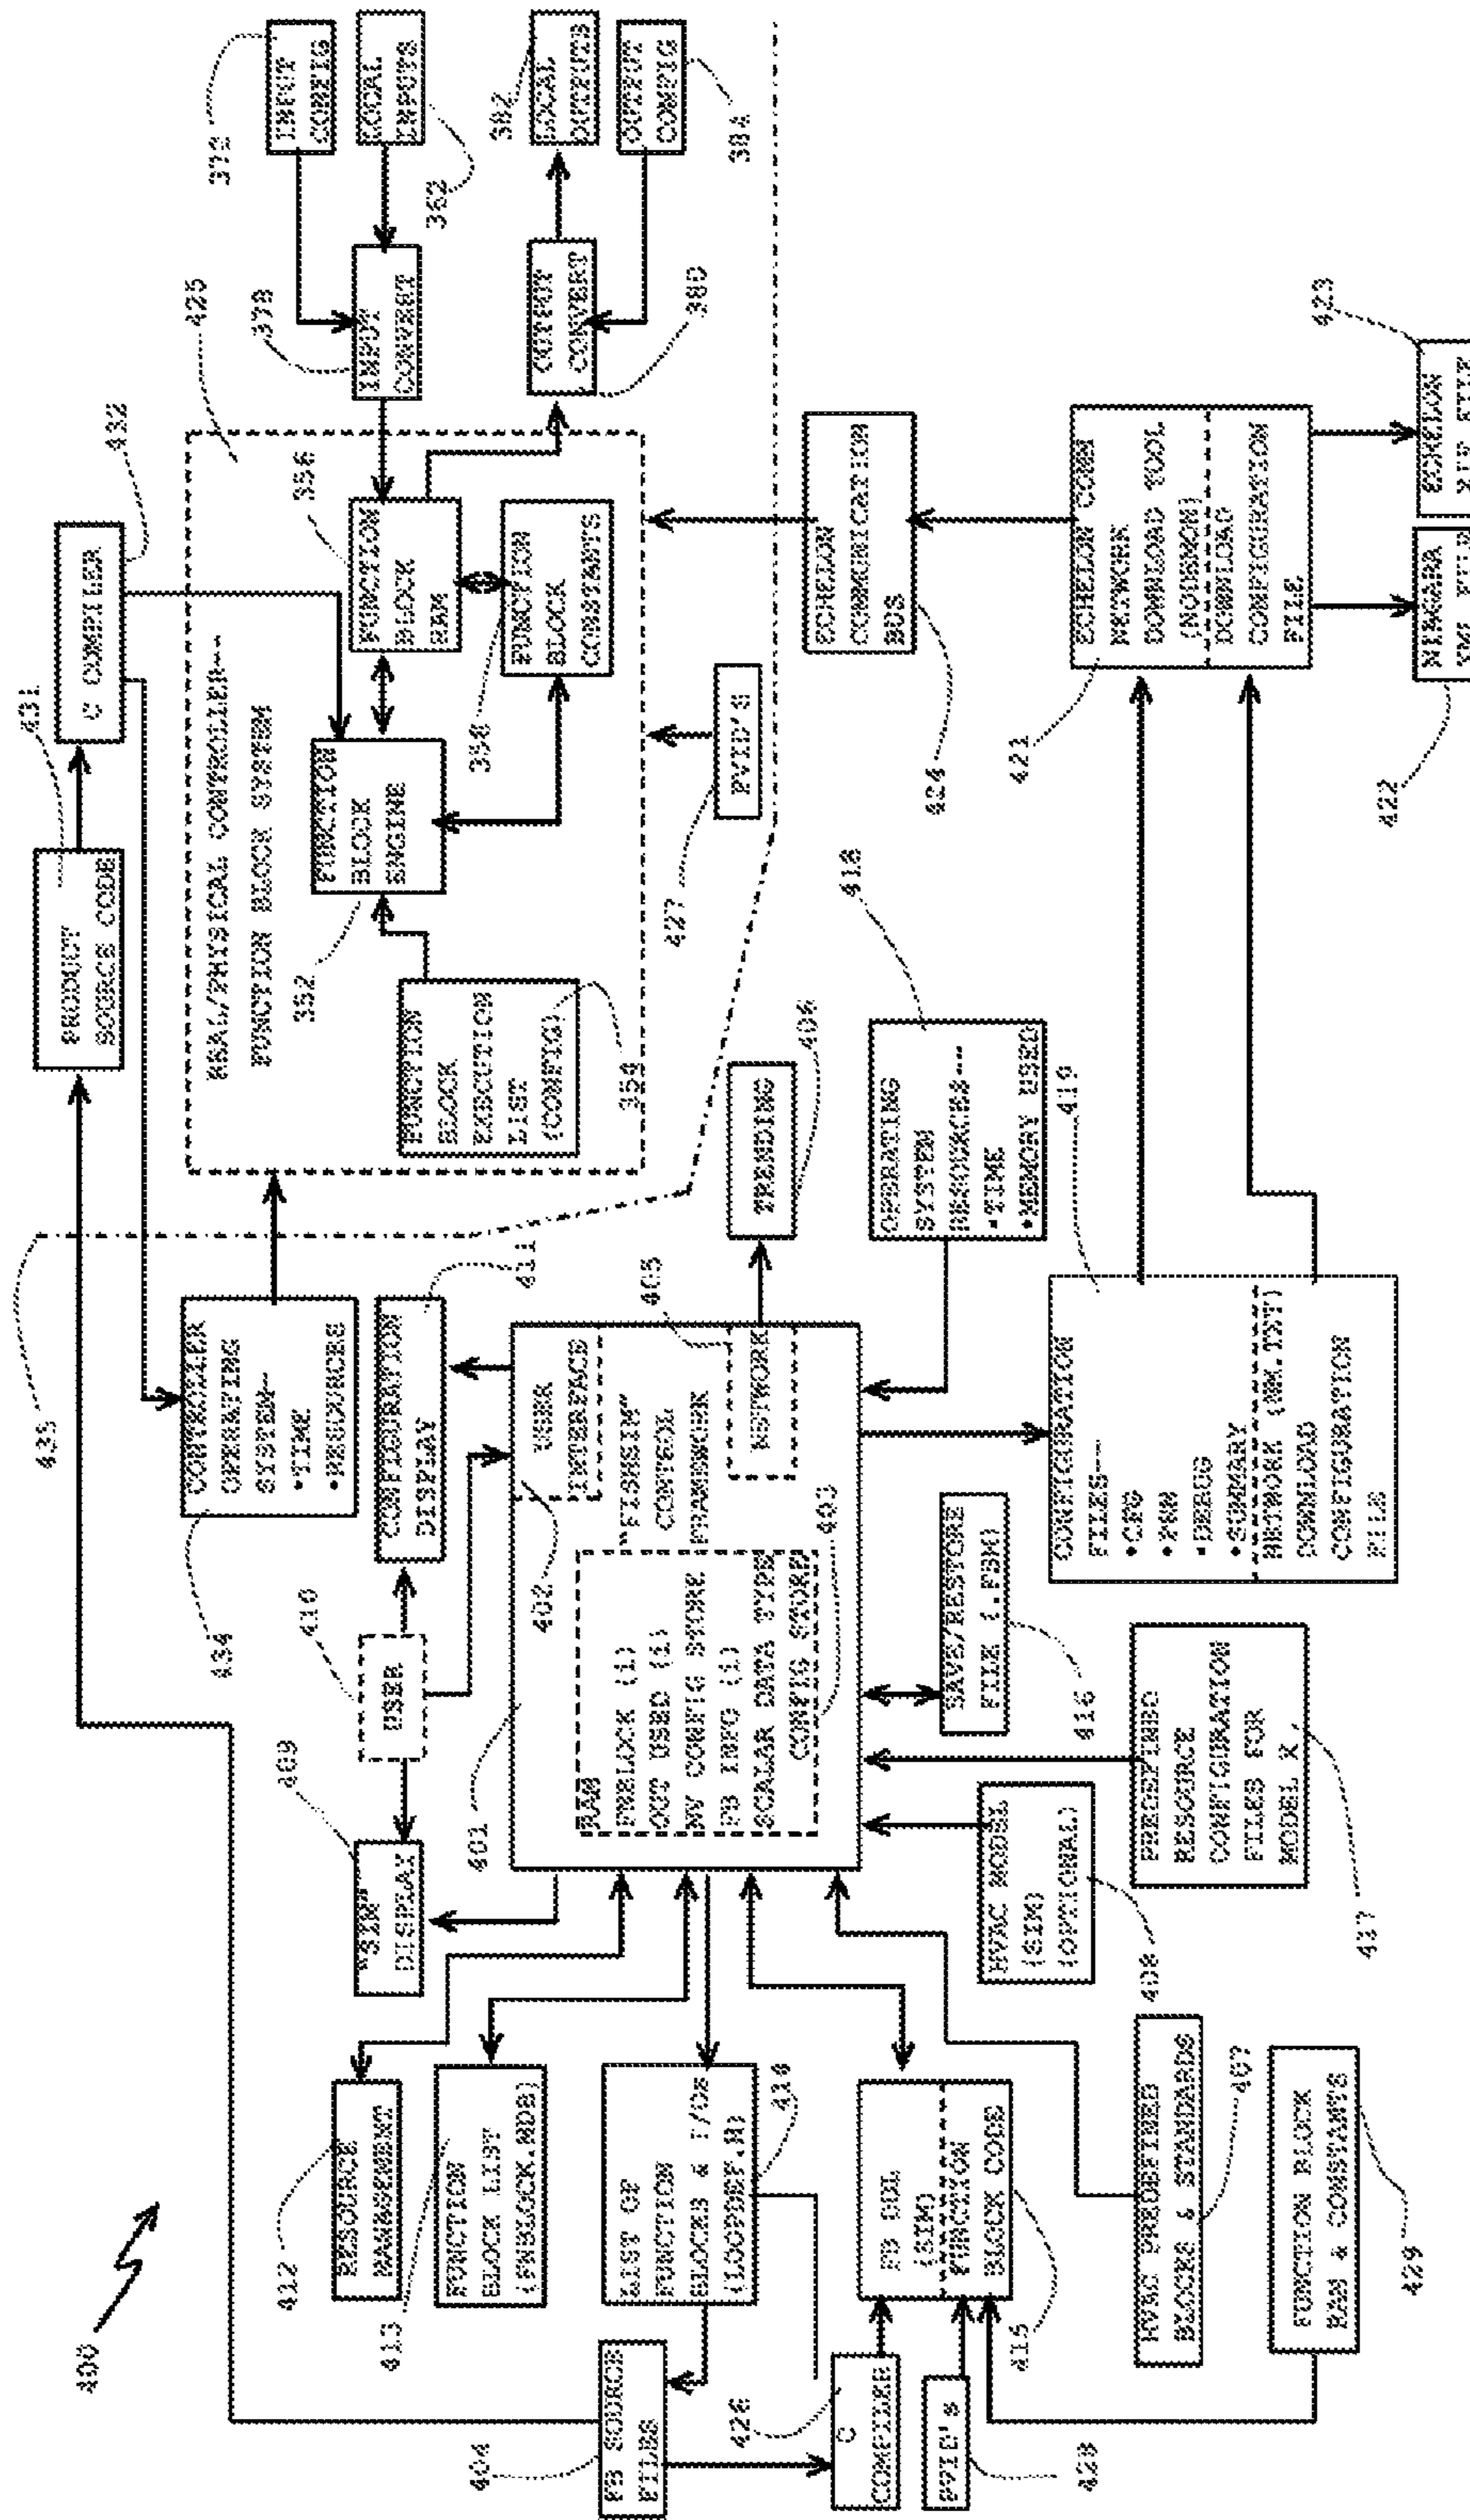 400
412
RESOURCE
MANAGEMENT
413
FUNCTION
BLOCK LIST
(FNBLOCK.MDB)
404
FB SOURCE
FILES
LIST OF
FUNCTION
BLOCKS & I/Os
(LOOPDEF.H)
414
426
C
COMPILER
FB DDL
(SIM)
FUNCTION
BLOCK CODE
415
428
HVAC PREDEFINED
BLOCKS & STANDARDS
407
FUNCTION BLOCK
RAM & CONSTANTS
429
409
"SIM"
DISPLAY
410
USER
CONFIGURATION
DISPLAY
411
401
402
USER
INTERFACE
"FISHSIM"
CONTROL
FRAMEWORK
405
NETWORK
RAM
FNBLOCK (i)
OUT USED (i)
NV CONFIG STORE
FB INFO (i)
SCALAR DATA TYPE
CONFIG STORE
403
TRENDING
406
HVAC MODEL
(SIM)
(OPTIONAL)
408
SAVE/RESTORE
FILE (.FBM)
416
PREDEFINED
RESOURCE
CONFIGURATION
FILES FOR
MODEL X,
417
OPERATING
SYSTEM
RESOURCES--
•TIME
•MEMORY USED
418
CONFIGURATION
FILES--
•CFG
•PRN
•DEBUG
•SUMMARY
NETWORK (NM.TXT)
DOWNLOAD
CONFIGURATION
FILE
419
434
CONTROLLER
OPERATING
SYSTEM--
•TIME
•RESOURCES
435
431
PRODUCT
SOURCE CODE
C COMPILER
432
REAL/PHYSICAL CONTROLLER--
FUNCTION BLOCK SYSTEM
425
352
FUNCTION
BLOCK
ENGINE
356
FUNCTION
BLOCK
RAM
FUNCTION
BLOCK
EXECUTION
LIST
(CONFIG)
354
358
FUNCTION
BLOCK
CONSTANTS
378
INPUT
CONVERT
INPUT
CONFIG
LOCAL
INPUTS
362
382
LOCAL
OUTPUTS
OUTPUT
CONFIG
384
OUTPUT
CONVERT
380
427
PVID'S
ECHELON
COMMUNICATION
BUS
424
421
ECHELON COMM
NETWORK
DOWNLOAD TOOL
DOWNLOAD
CONFIGURATION
FILE
NIAGARA
422
ECHELON
423